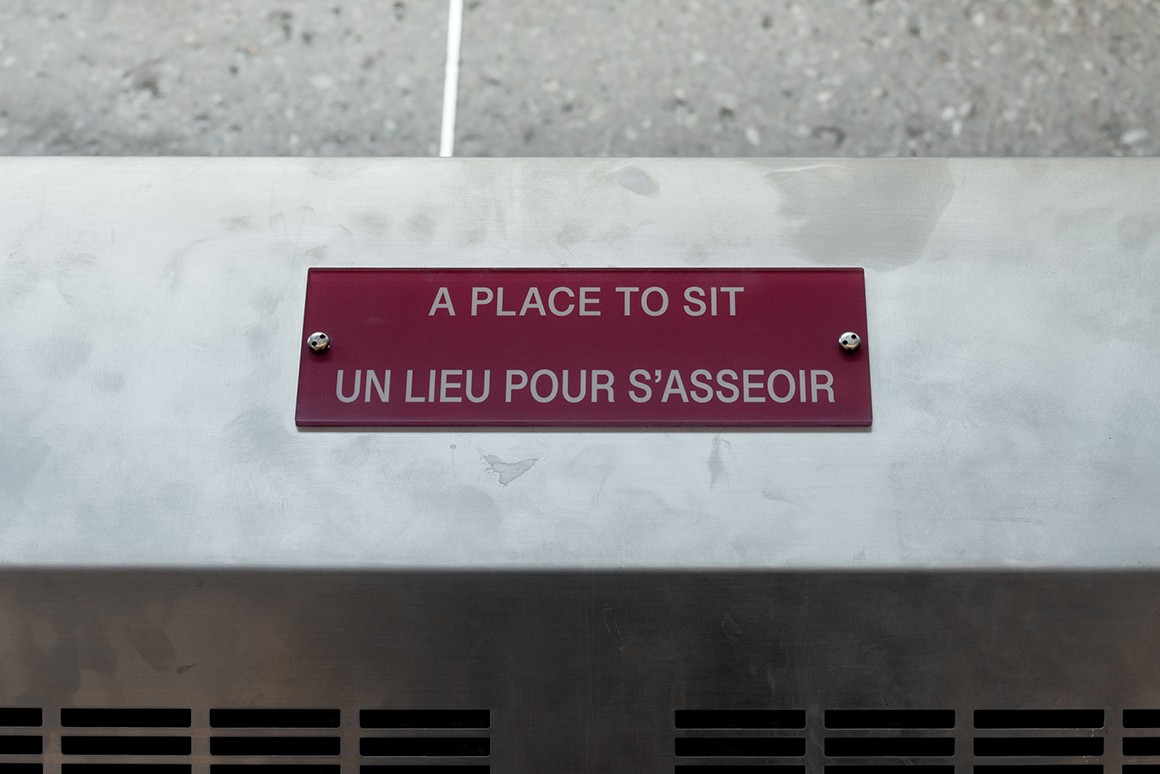 A PLACE TO SIT
UN LIEU POUR S’ASSEOIR